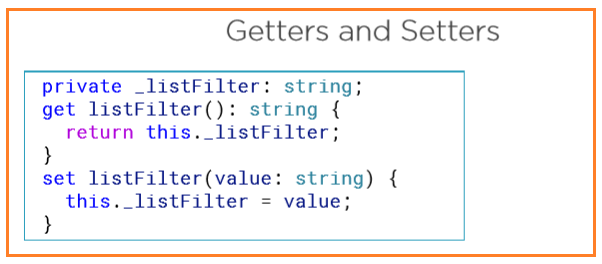 Getters and Setters
private _listFilter: string;
get listFilter(): string {
  return this._listFilter;
}
set listFilter(value: string) {
  this._listFilter = value;
}